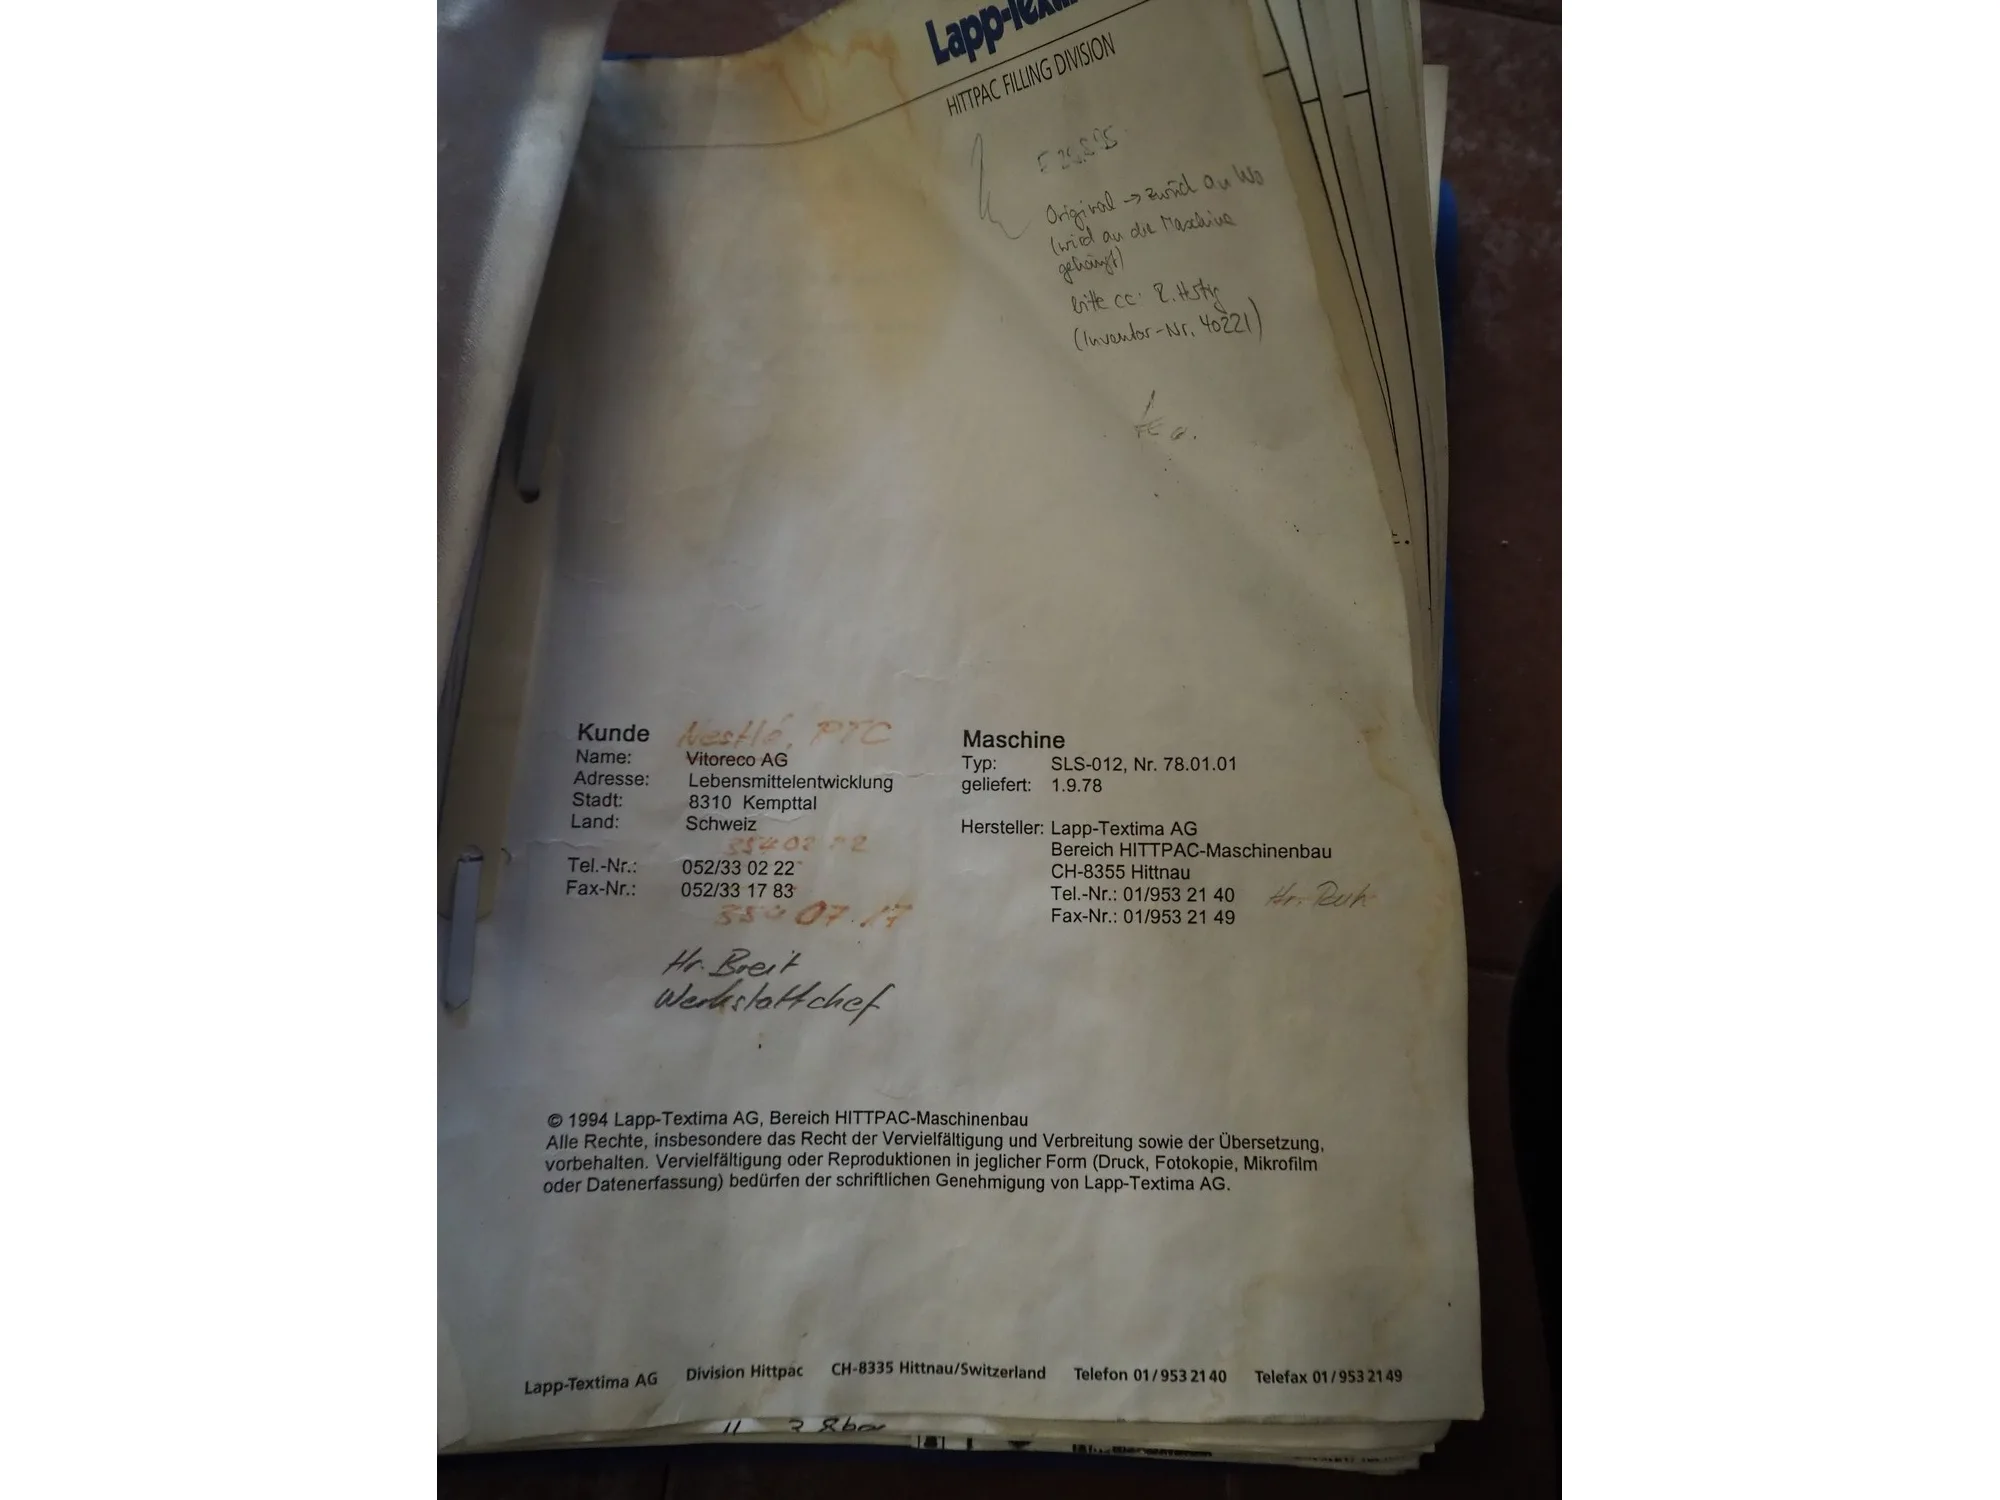 Lapp-Textima
HITTPAC FILLING DIVISION
Original → zurück an Wo
(wird an die Maschine
gehängt)
bitte cc:
(Inventar-Nr. 40221)
Kunde Nestlé, PTC
Name: Vitoreco AG
Adresse: Lebensmittelentwicklung
Stadt: 8310 Kempttal
Land: Schweiz
354 02 22
Tel.-Nr.: 052/33 02 22
Fax-Nr.: 052/33 17 83
354 07 17
Hr. Breit
Werkstattchef
Maschine
Typ: SLS-012, Nr. 78.01.01
geliefert: 1.9.78
Hersteller: Lapp-Textima AG
Bereich HITTPAC-Maschinenbau
CH-8355 Hittnau
Tel.-Nr.: 01/953 21 40 Hr.
Fax-Nr.: 01/953 21 49
© 1994 Lapp-Textima AG, Bereich HITTPAC-Maschinenbau
Alle Rechte, insbesondere das Recht der Vervielfältigung und Verbreitung sowie der Übersetzung,
vorbehalten. Vervielfältigung oder Reproduktionen in jeglicher Form (Druck, Fotokopie, Mikrofilm
oder Datenerfassung) bedürfen der schriftlichen Genehmigung von Lapp-Textima AG.
Lapp-Textima AG Division Hittpac CH-8335 Hittnau/Switzerland Telefon 01/953 21 40 Telefax 01/953 21 49